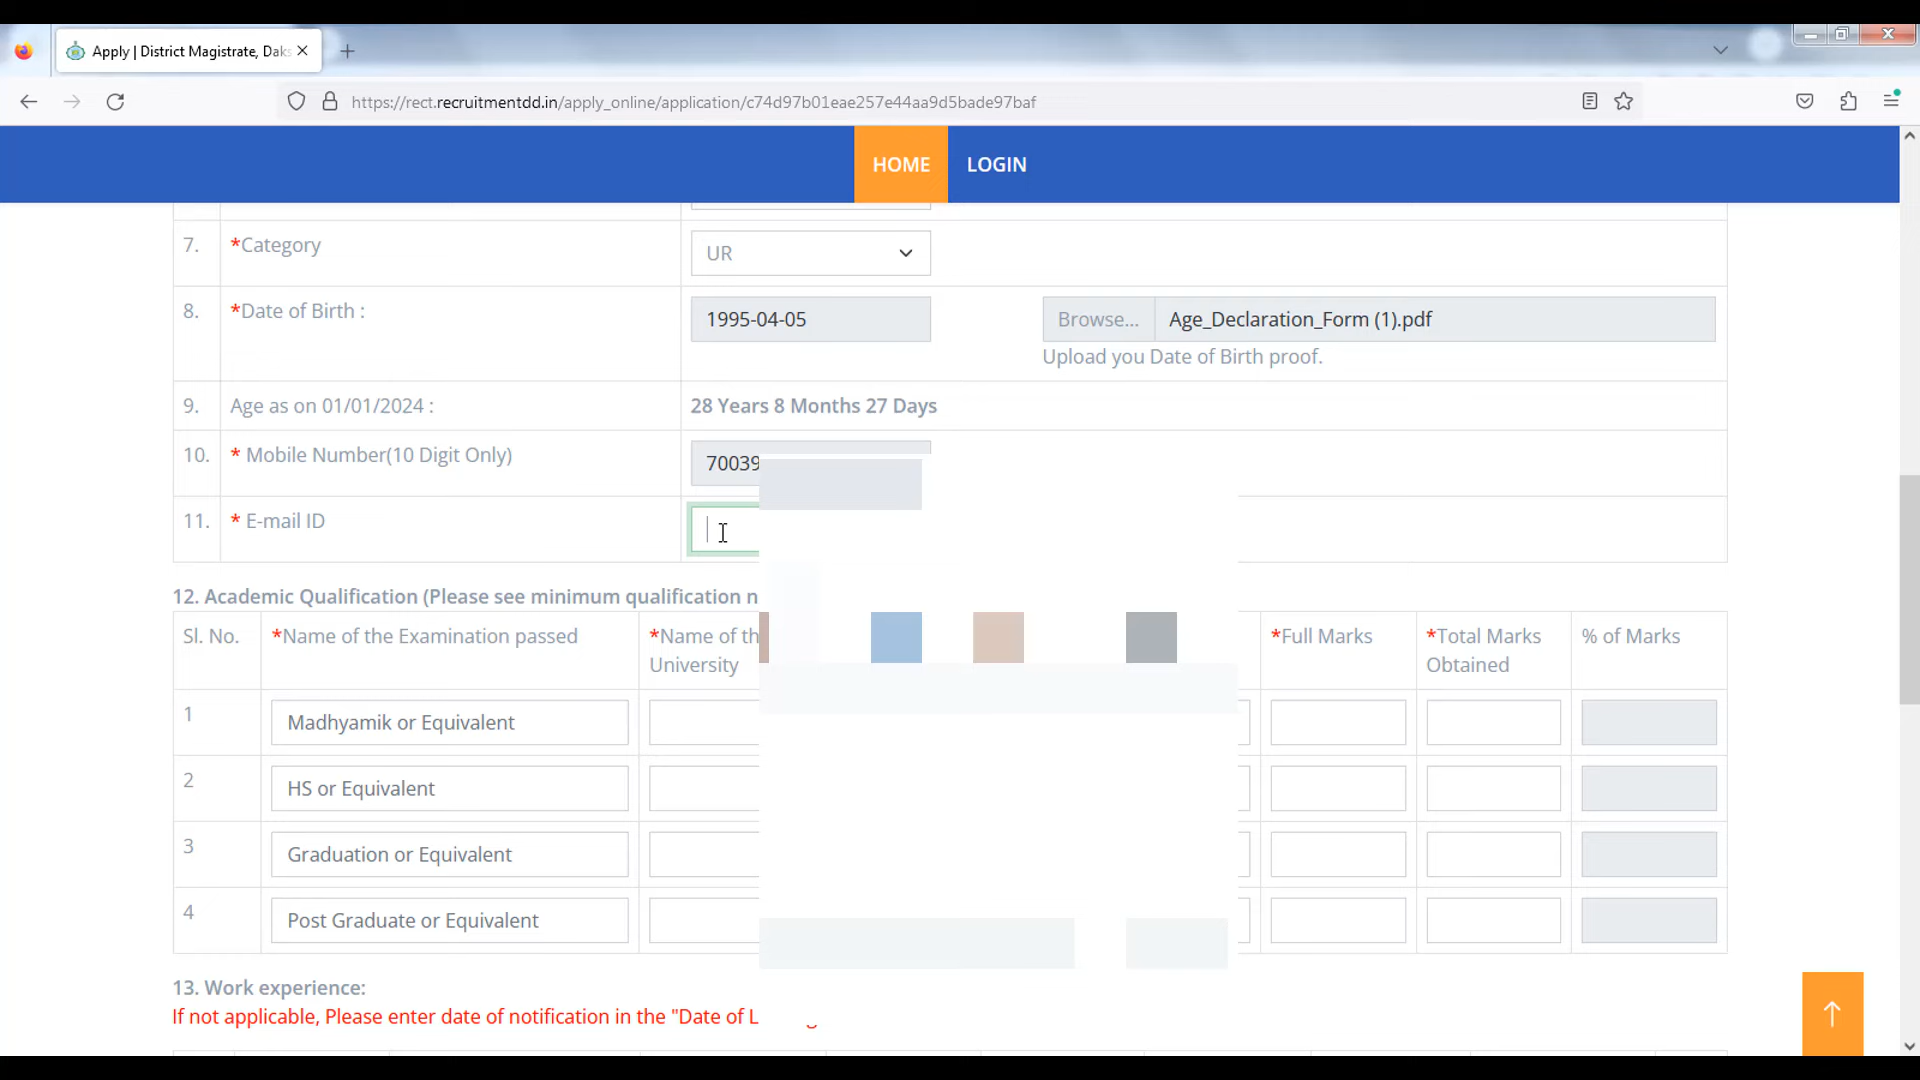 Apply | District Magistrate, Daks
https://rect.recruitmentdd.in/apply_online/application/c74d97b01eae257e44aa9d5bade97baf
HOME LOGIN
7. *Category UR
8. *Date of Birth : 1995-04-05 Browse... Age_Declaration_Form (1).pdf
Upload you Date of Birth proof.
9. Age as on 01/01/2024 : 28 Years 8 Months 27 Days
10. * Mobile Number(10 Digit Only) 70039
11. * E-mail ID
12. Academic Qualification (Please see minimum qualification n
Sl. No. *Name of the Examination passed *Name of th *Full Marks *Total Marks % of Marks
University Obtained
1 Madhyamik or Equivalent
2 HS or Equivalent
3 Graduation or Equivalent
4 Post Graduate or Equivalent
13. Work experience:
If not applicable, Please enter date of notification in the "Date of L